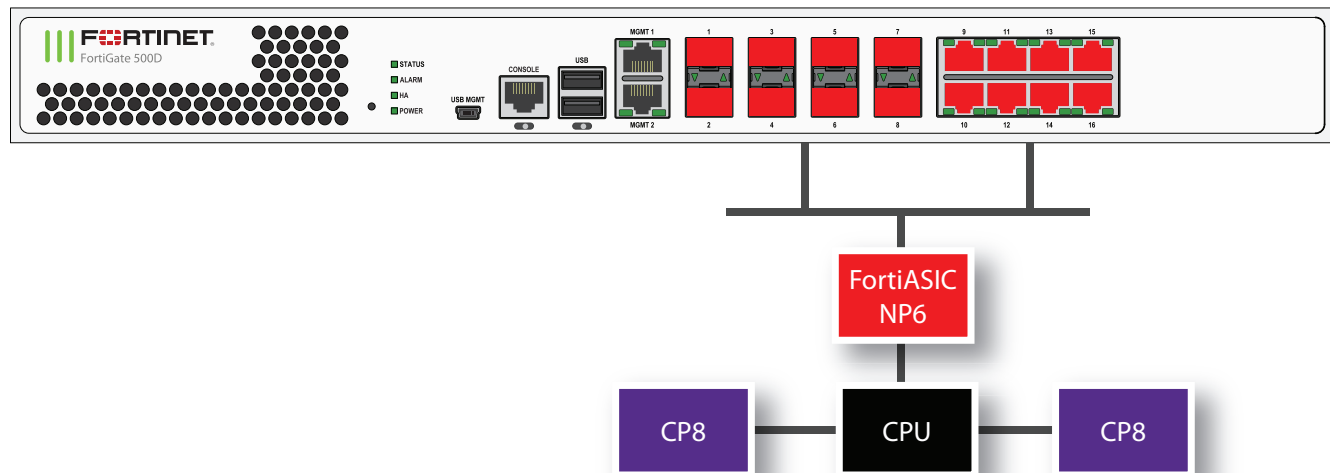 FORTINET
FortiGate 500D
STATUS
ALARM
HA
POWER
USB MGMT
CONSOLE
USB
MGMT 1
MGMT 2
1 3 5 7
2 4 6 8
9 11 13 15
10 12 14 16
FortiASIC
NP6
CP8
CPU
CP8